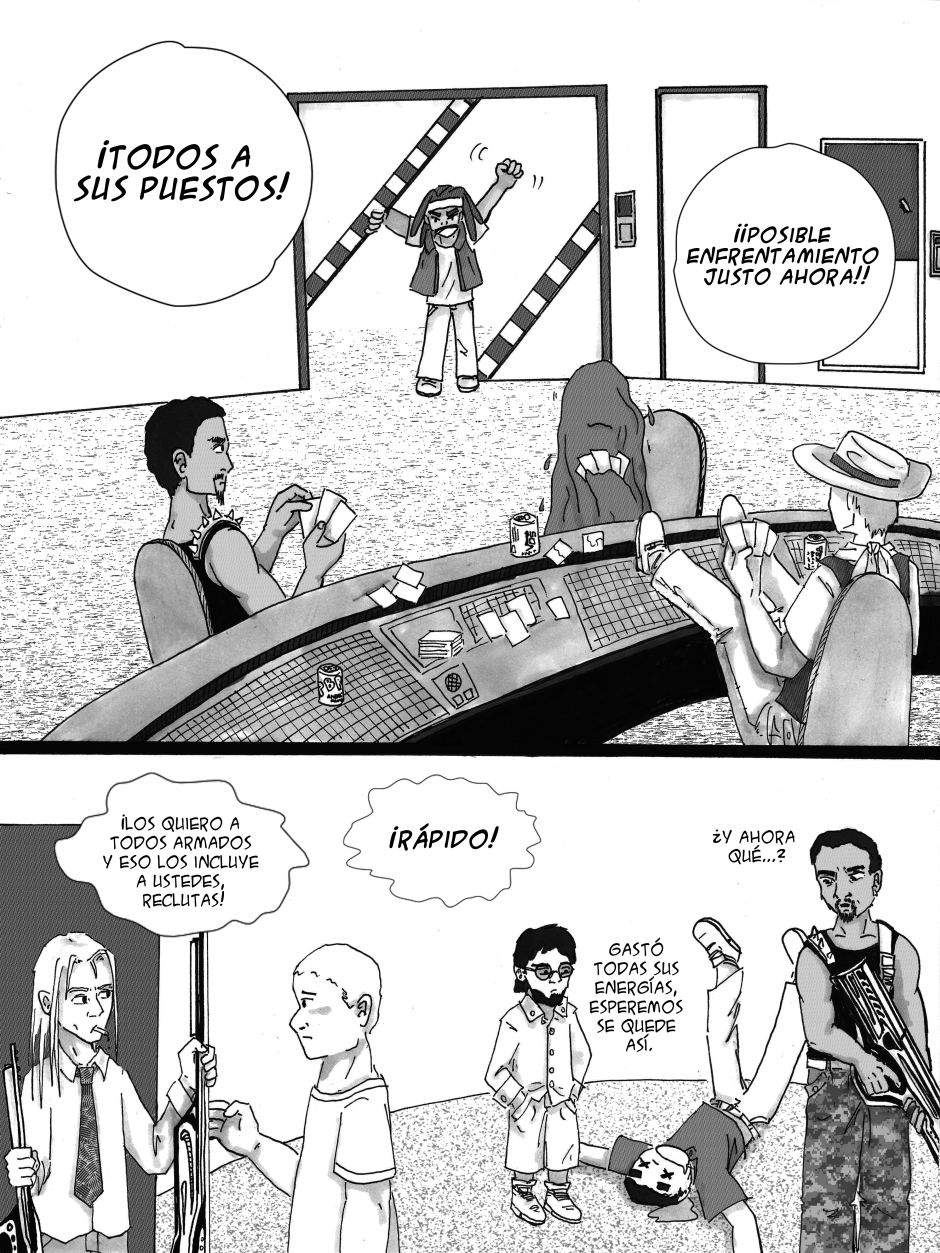 ¡TODOS A
SUS PUESTOS!
¡¡POSIBLE
ENFRENTAMIENTO
JUSTO AHORA!!
¡LOS QUIERO A
TODOS ARMADOS
Y ESO LOS INCLUYE
A USTEDES,
RECLUTAS!
¡RÁPIDO!
¿Y AHORA
QUÉ...?
GASTÓ
TODAS SUS
ENERGÍAS,
ESPEREMOS
SE QUEDE
ASÍ.